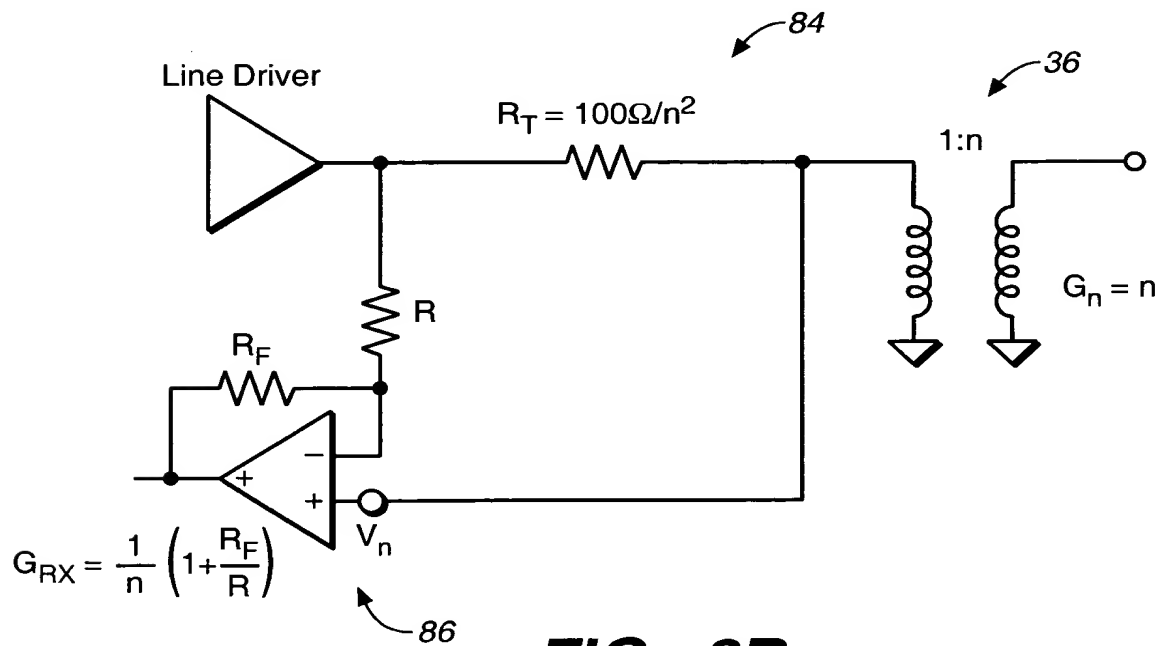 84
Line Driver
36
R_T = 100Ω/n²
1:n
R
G_n = n
R_F
−
+
+
V_n
G_RX = 1/n (1+R_F/R)
86